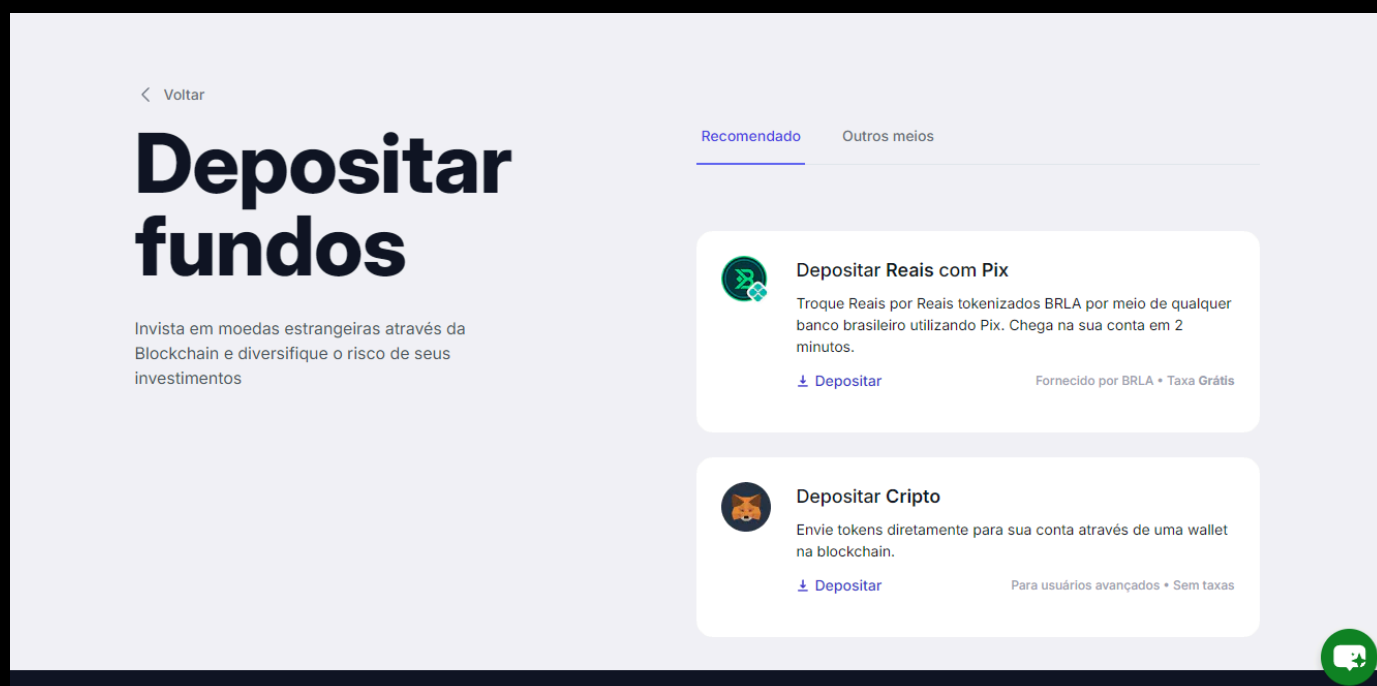 Voltar
Depositar
fundos
Invista em moedas estrangeiras através da
Blockchain e diversifique o risco de seus
investimentos
Recomendado
Outros meios
Depositar Reais com Pix
Troque Reais por Reais tokenizados BRLA por meio de qualquer
banco brasileiro utilizando Pix. Chega na sua conta em 2
minutos.
Depositar
Fornecido por BRLA • Taxa Grátis
Depositar Cripto
Envie tokens diretamente para sua conta através de uma wallet
na blockchain.
Depositar
Para usuários avançados • Sem taxas